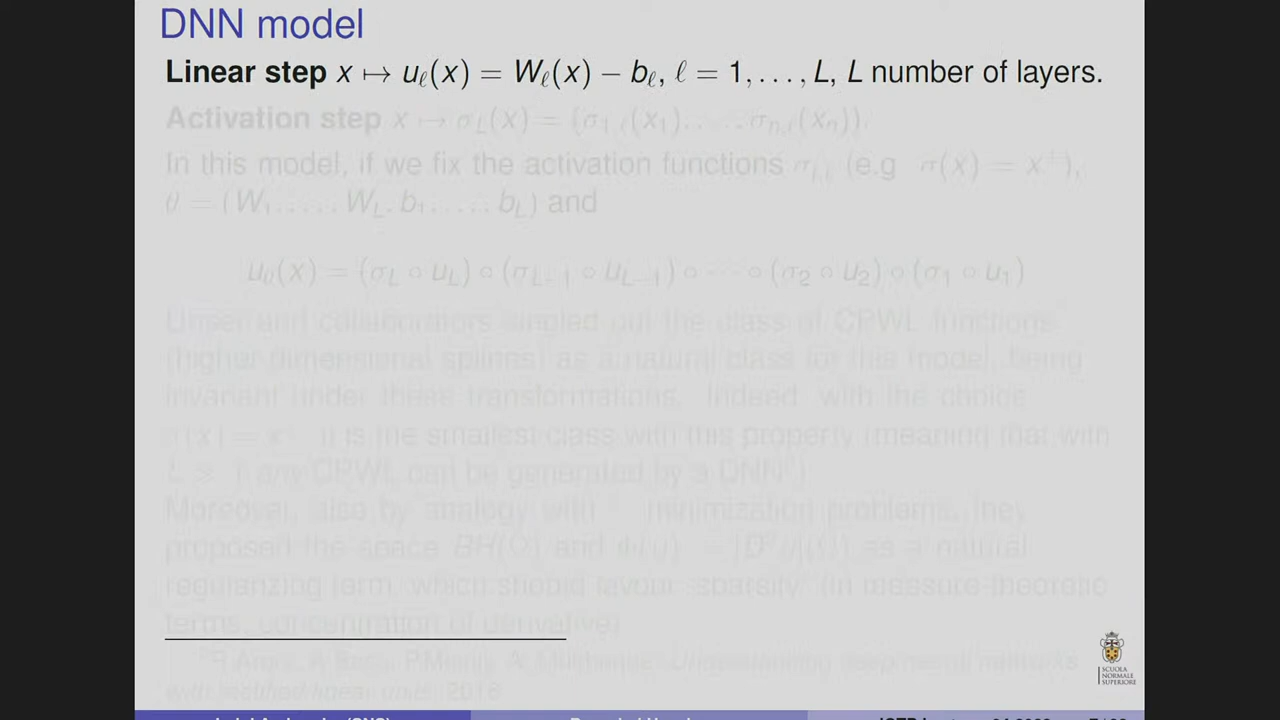 DNN model
Linear step x ↦ u_ℓ(x) = W_ℓ(x) − b_ℓ, ℓ = 1, . . . , L, L number of layers.
Activation step x ↦ σ_L(x) = (σ_{1,ℓ}(x_1), . . . , σ_{n,ℓ}(x_n)).
In this model, if we fix the activation functions σ_{i,ℓ} (e.g σ(x) = x^+),
θ = (W_1, . . . , W_L, b_1, . . . , b_L) and
u_θ(x) = (σ_L ∘ u_L) ∘ (σ_{L−1} ∘ u_{L−1}) ∘ ⋯ ∘ (σ_2 ∘ u_2) ∘ (σ_1 ∘ u_1)
Unser and collaborators singled out the class of CPWL functions
(higher dimensional splines) as a natural class for this model, being
invariant under these transformations. Indeed, with the choice
σ(x) = x^+ it is the smallest class with this property (meaning that with
L ≫ 1 any CPWL can be generated by a DNN)
Moreover, also by analogy with minimization problems, they
proposed the space BH(Ω) and Φ(u) = |D²u|(Ω) as a natural
regularizing term, which should favour sparsity (in measure-theoretic
terms, concentration of derivative)
Understanding deep neural networks
with rectified linear units, 2016
SCUOLA
NORMALE
SUPERIORE